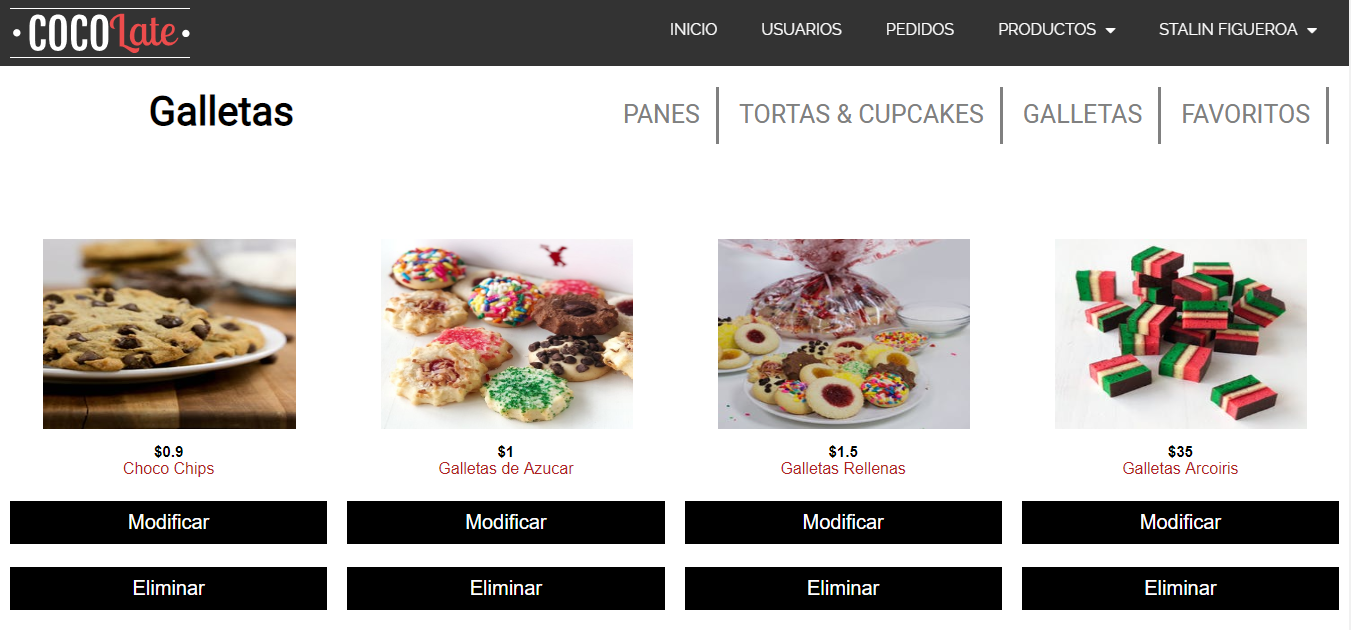 COCOLate
INICIO USUARIOS PEDIDOS PRODUCTOS STALIN FIGUEROA
Galletas
PANES TORTAS & CUPCAKES GALLETAS FAVORITOS
$0.9 $1 $1.5 $35
Choco Chips Galletas de Azucar Galletas Rellenas Galletas Arcoiris
Modificar Modificar Modificar Modificar
Eliminar Eliminar Eliminar Eliminar